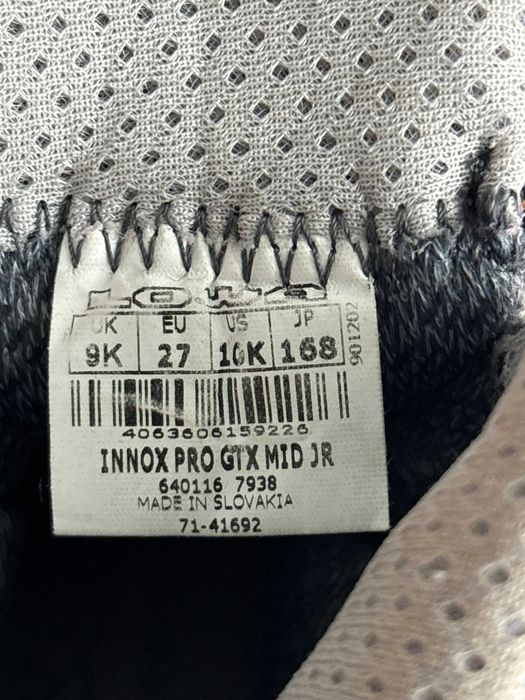 LOWA
UK EU US JP
9K 27 10K 168
901202
4063606159226
INNOX PRO GTX MID JR
640116 7938
MADE IN SLOVAKIA
71-41692